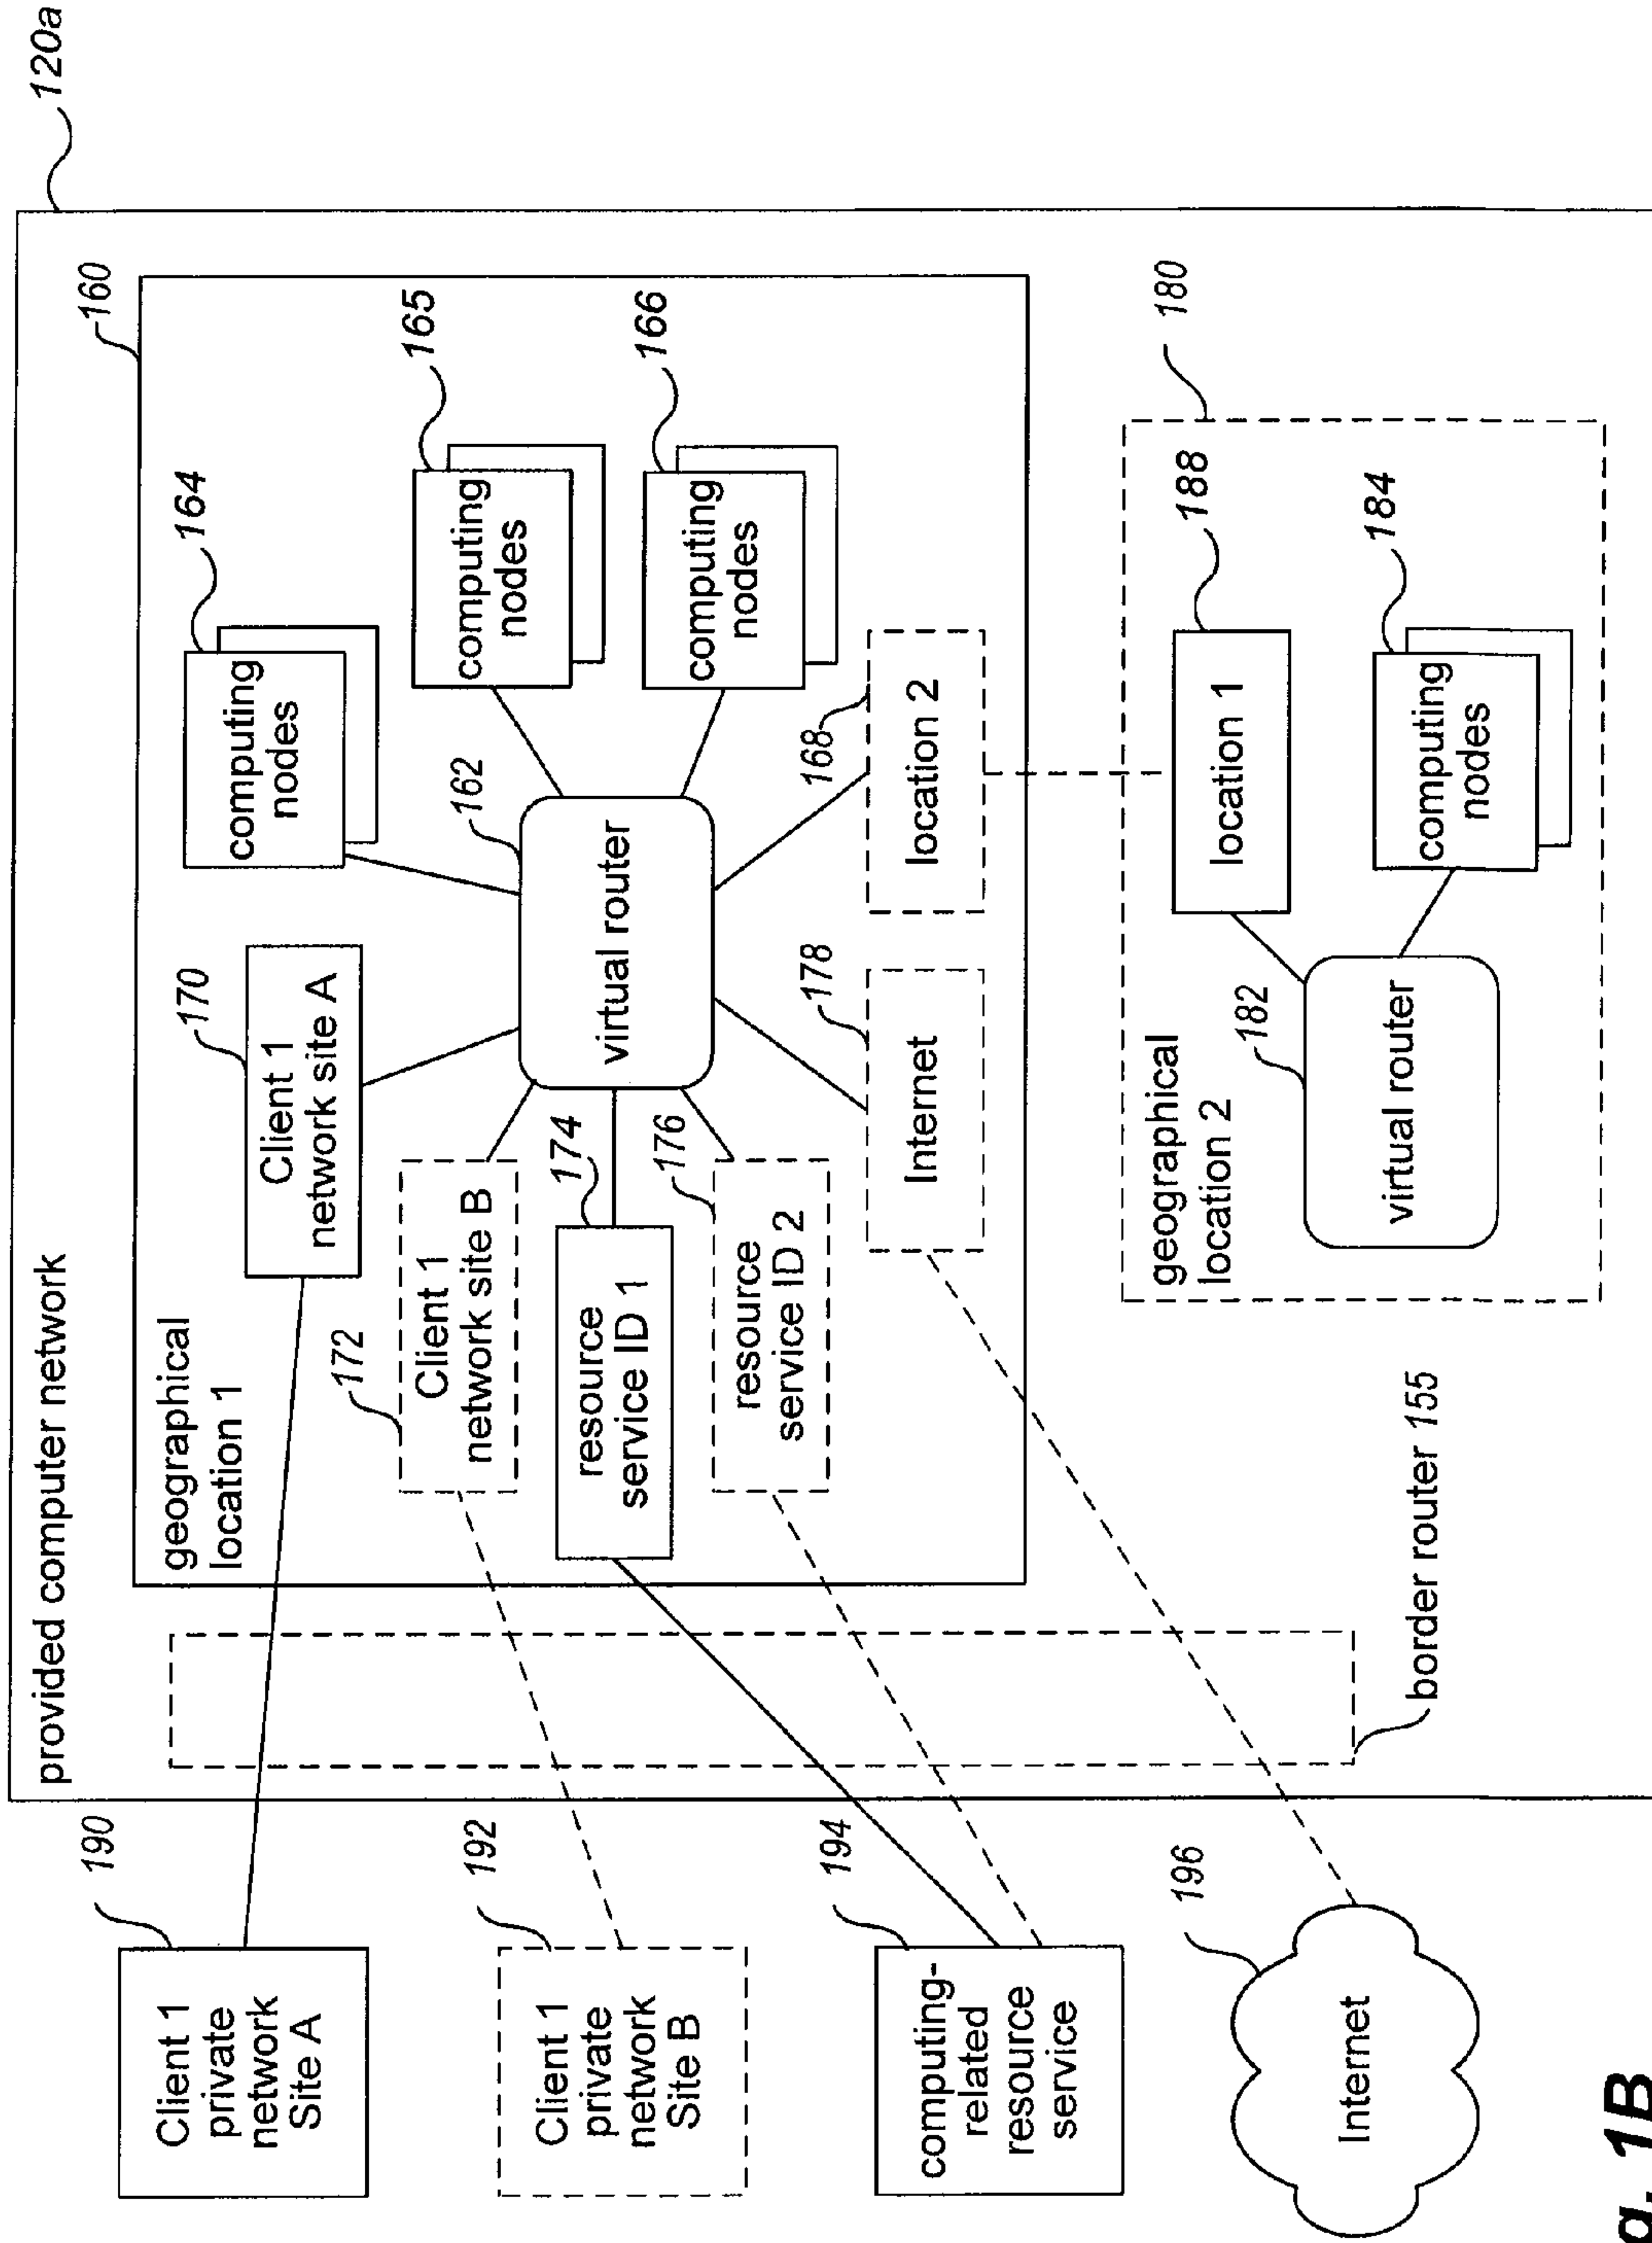 120a
provided computer network
160
geographical
location 1
164
computing
nodes
165
computing
nodes
166
computing
nodes
170
Client 1
network site A
172
Client 1
network site B
162
virtual router
174
resource
service ID 1
176
resource
service ID 2
178
Internet
168
location 2
180
geographical
location 2
188
location 1
184
computing
nodes
182
virtual router
border router 155
190
Client 1
private
network
Site A
192
Client 1
private
network
Site B
194
computing-
related
resource
service
196
Internet
1B